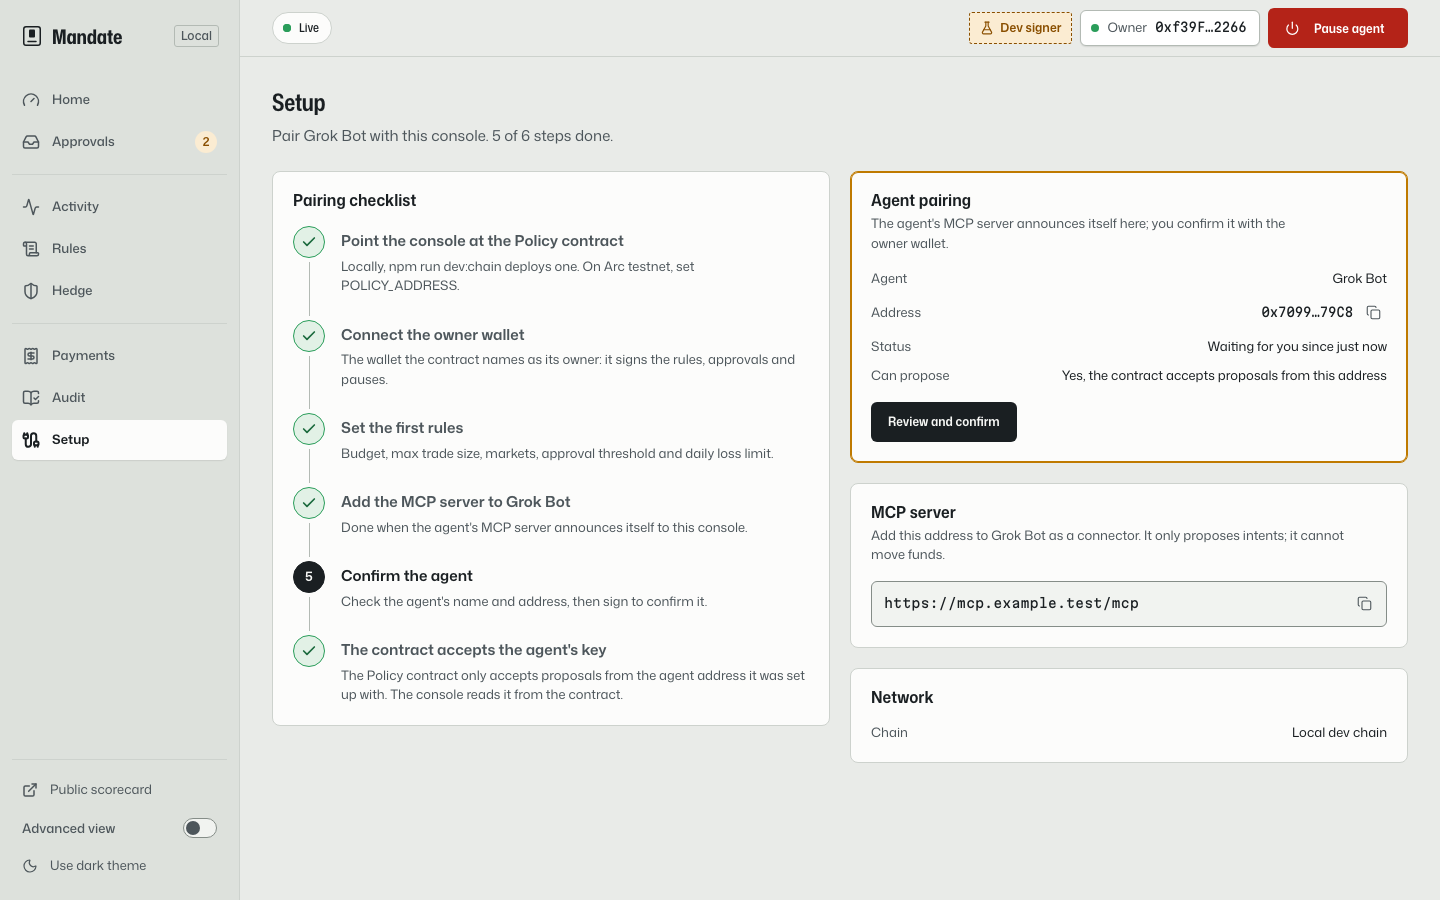 Mandate
Local
Home
Approvals
2
Activity
Rules
Hedge
Payments
Audit
Setup
Public scorecard
Advanced view
Use dark theme
Live
Dev signer
Owner 0xf39F…2266
Pause agent
Setup
Pair Grok Bot with this console. 5 of 6 steps done.
Pairing checklist
Point the console at the Policy contract
Locally, npm run dev:chain deploys one. On Arc testnet, set
POLICY_ADDRESS.
Connect the owner wallet
The wallet the contract names as its owner: it signs the rules, approvals and
pauses.
Set the first rules
Budget, max trade size, markets, approval threshold and daily loss limit.
Add the MCP server to Grok Bot
Done when the agent's MCP server announces itself to this console.
5
Confirm the agent
Check the agent's name and address, then sign to confirm it.
The contract accepts the agent's key
The Policy contract only accepts proposals from the agent address it was set
up with. The console reads it from the contract.
Agent pairing
The agent's MCP server announces itself here; you confirm it with the
owner wallet.
Agent
Grok Bot
Address
0x7099…79C8
Status
Waiting for you since just now
Can propose
Yes, the contract accepts proposals from this address
Review and confirm
MCP server
Add this address to Grok Bot as a connector. It only proposes intents; it cannot
move funds.
https://mcp.example.test/mcp
Network
Chain
Local dev chain